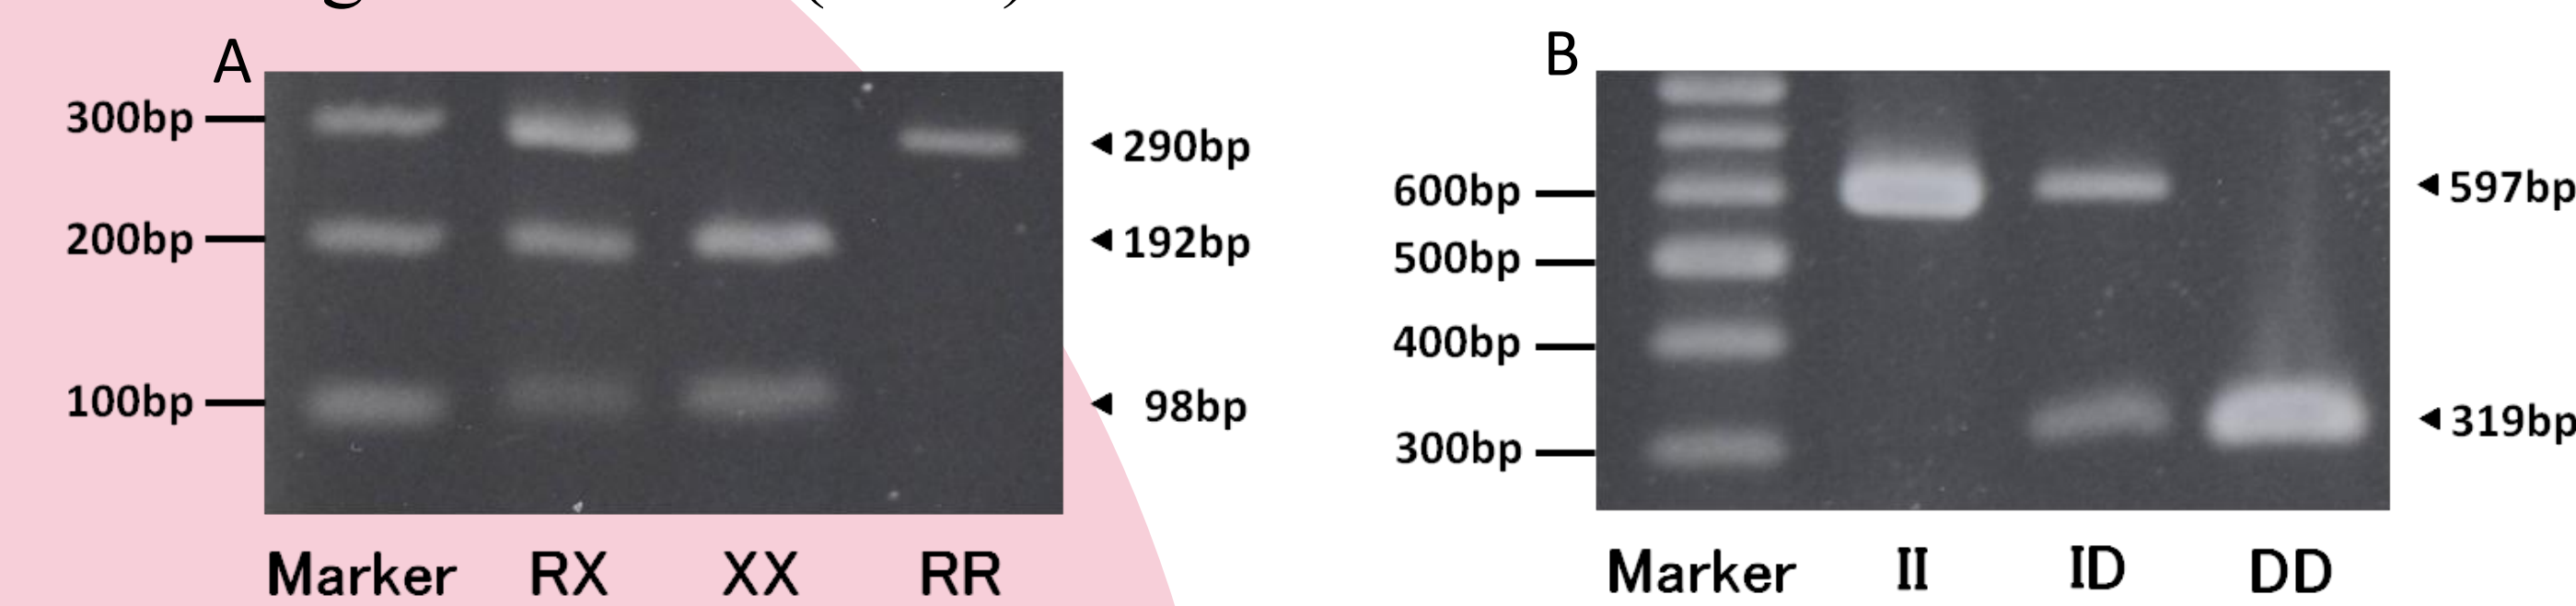 A
300bp
200bp
100bp
290bp
192bp
98bp
Marker RX XX RR
B
600bp
500bp
400bp
300bp
597bp
319bp
Marker II ID DD